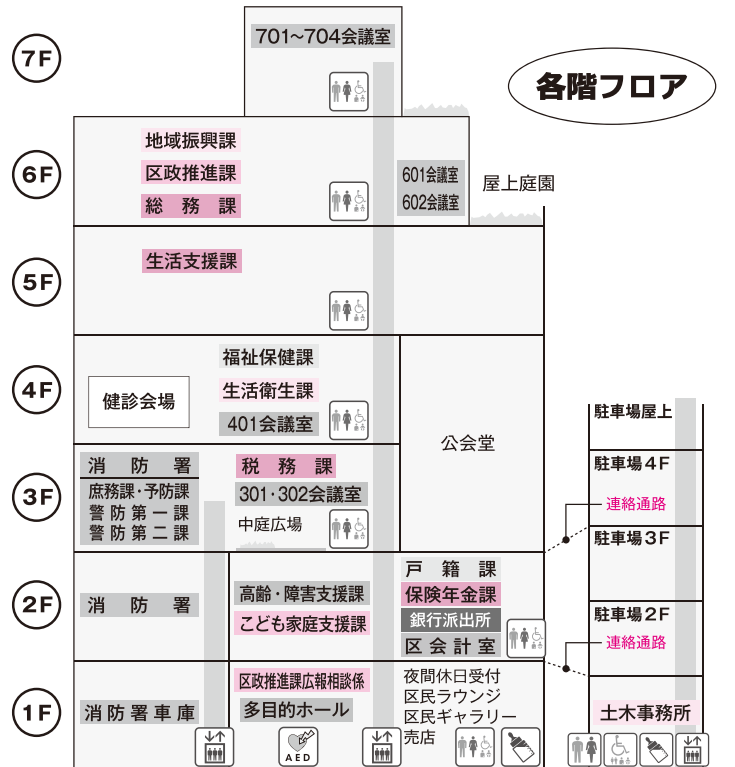 各階フロア
7F
701〜704会議室
6F
地域振興課
区政推進課
総務課
601会議室
602会議室
屋上庭園
5F
生活支援課
4F
健診会場
福祉保健課
生活衛生課
401会議室
公会堂
3F
消防署
庶務課・予防課
警防第一課
警防第二課
税務課
301・302会議室
中庭広場
2F
消防署
高齢・障害支援課
こども家庭支援課
戸籍課
保険年金課
銀行派出所
区会計室
1F
消防署車庫
区政推進課広報相談係
多目的ホール
夜間休日受付
区民ラウンジ
区民ギャラリー
売店
AED
駐車場屋上
駐車場4F
連絡通路
駐車場3F
駐車場2F
連絡通路
土木事務所